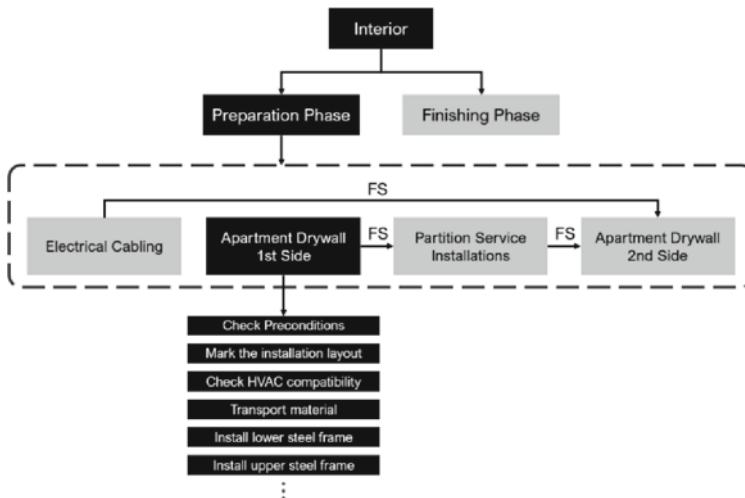 Interior
Preparation Phase
Finishing Phase
FS
Electrical Cabling
Apartment Drywall
1st Side
FS
Partition Service
Installations
FS
Apartment Drywall
2nd Side
Check Preconditions
Mark the installation layout
Check HVAC compatibility
Transport material
Install lower steel frame
Install upper steel frame